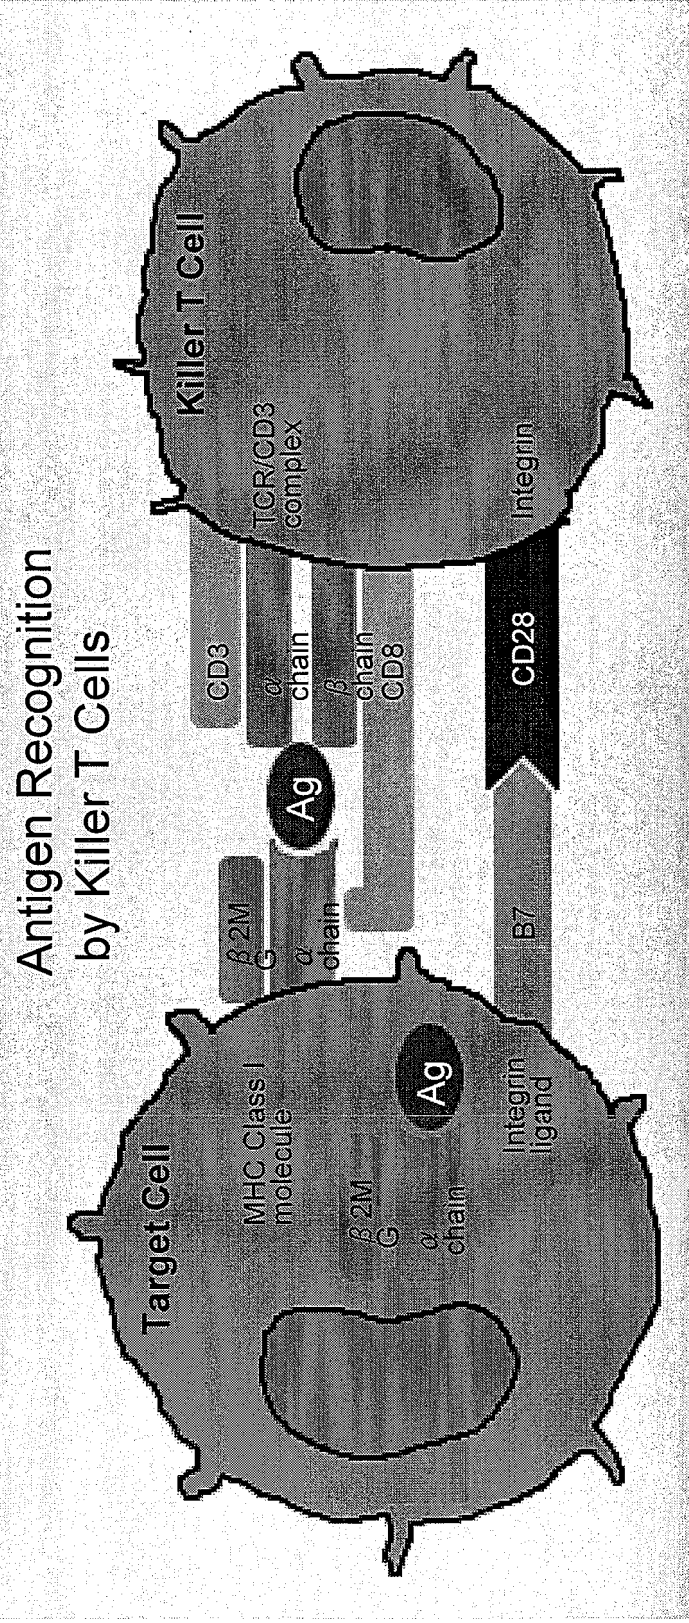 Antigen Recognition
by Killer T Cells
Target Cell
Killer T Cell
MHC Class I
molecule
β2M
G
α
chain
Ag
CD3
α
chain
β
chain
CD8
TCR/CD3
complex
β2M
G
α
chain
Ag
Integrin
ligand
B7
CD28
Integrin